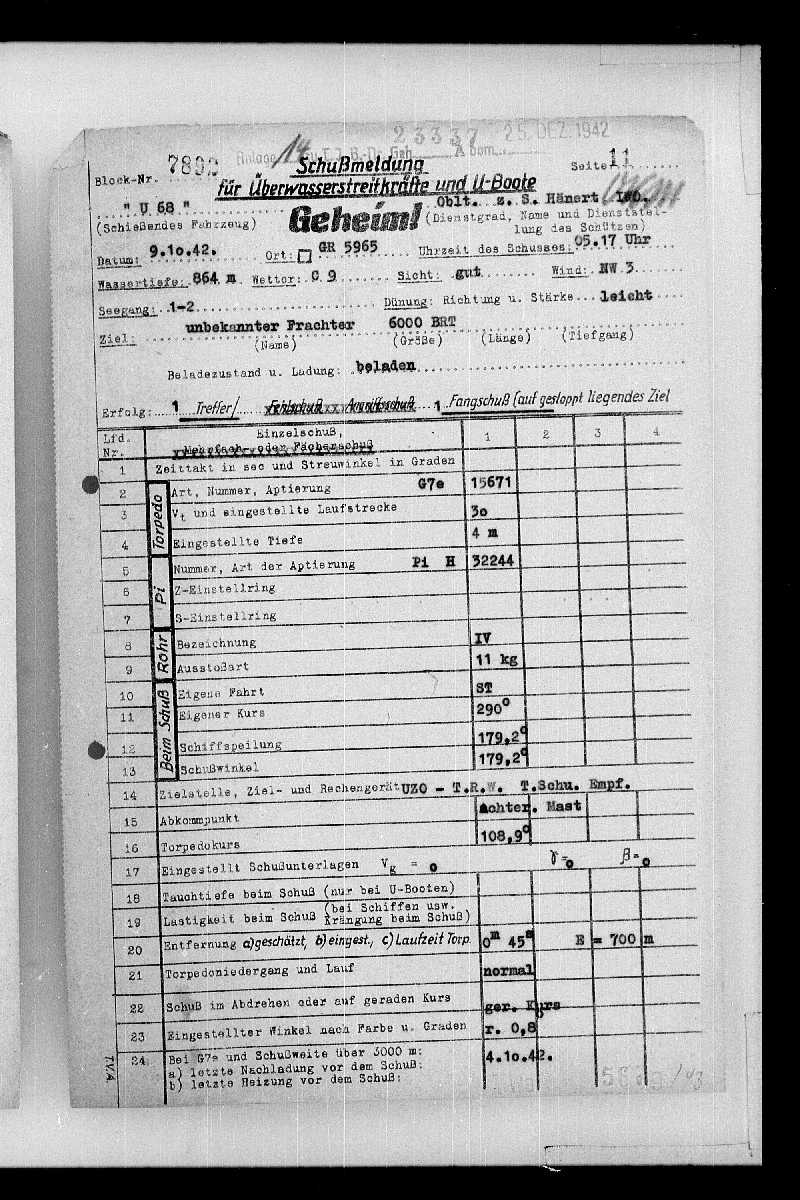 23337 25. DEZ. 1942
Anlage 14
Block-Nr. 7892 Schußmeldung Seite 11
für Überwasserstreitkräfte und U-Boote
" U 68 " Geheim! Oblt. z. S. Hänert IWO.
(Schießendes Fahrzeug) (Dienstgrad, Name und Dienststellung des Schützen)
Datum: 9.10.42. Ort: GR 5965 Uhrzeit des Schusses: 05.17 Uhr
Wassertiefe: 864 m Wetter: C 9 Sicht: gut Wind: NW 3
Seegang: 1-2 Dünung: Richtung u. Stärke leicht
Ziel: unbekannter Frachter 6000 BRT
(Name) (Größe) (Länge) (Tiefgang)
Beladezustand u. Ladung: beladen
Erfolg: 1 Treffer/ Fehlschuß Angriffsschuß 1 Fangschuß (auf gestoppt liegendes Ziel
Lfd. Nr. Einzelschuß, 1 2 3 4
Mehrfach- oder Fächerschuß
1 Zeittakt in sec und Streuwinkel in Graden
Torpedo
2 Art, Nummer, Aptierung G7e 15671
3 Vt und eingestellte Laufstrecke 30
4 Eingestellte Tiefe 4 m
Pi
5 Nummer, Art der Aptierung Pi H 32244
6 Z-Einstellring
7 S-Einstellring
Rohr
8 Bezeichnung IV
9 Ausstoßart 11 kg
Beim Schuß
10 Eigene Fahrt ST
11 Eigener Kurs 290°
12 Schiffspeilung 179,2°
13 Schußwinkel 179,2°
14 Zielstelle, Ziel- und Rechengerät UZO - T.R.W. T.Schu. Empf.
15 Abkommpunkt achter. Mast
16 Torpedokurs 108,9°
17 Eingestellt Schußunterlagen Vg = 0 γ=0 β=0
18 Tauchtiefe beim Schuß (nur bei U-Booten)
19 Lastigkeit beim Schuß (bei Schiffen usw. Krängung beim Schuß)
20 Entfernung a) geschätzt, b) eingest., c) Laufzeit Torp. 0m 45s E = 700 m
21 Torpedoniedergang und Lauf normal
22 Schuß im Abdrehen oder auf geraden Kurs ger. Kurs
23 Eingestellter Winkel nach Farbe u. Graden r. 0,8
24 Bei G7e und Schußweite über 3000 m: 4.10.42.
a) letzte Nachladung vor dem Schuß:
b) letzte Heizung vor dem Schuß:
T.V.A